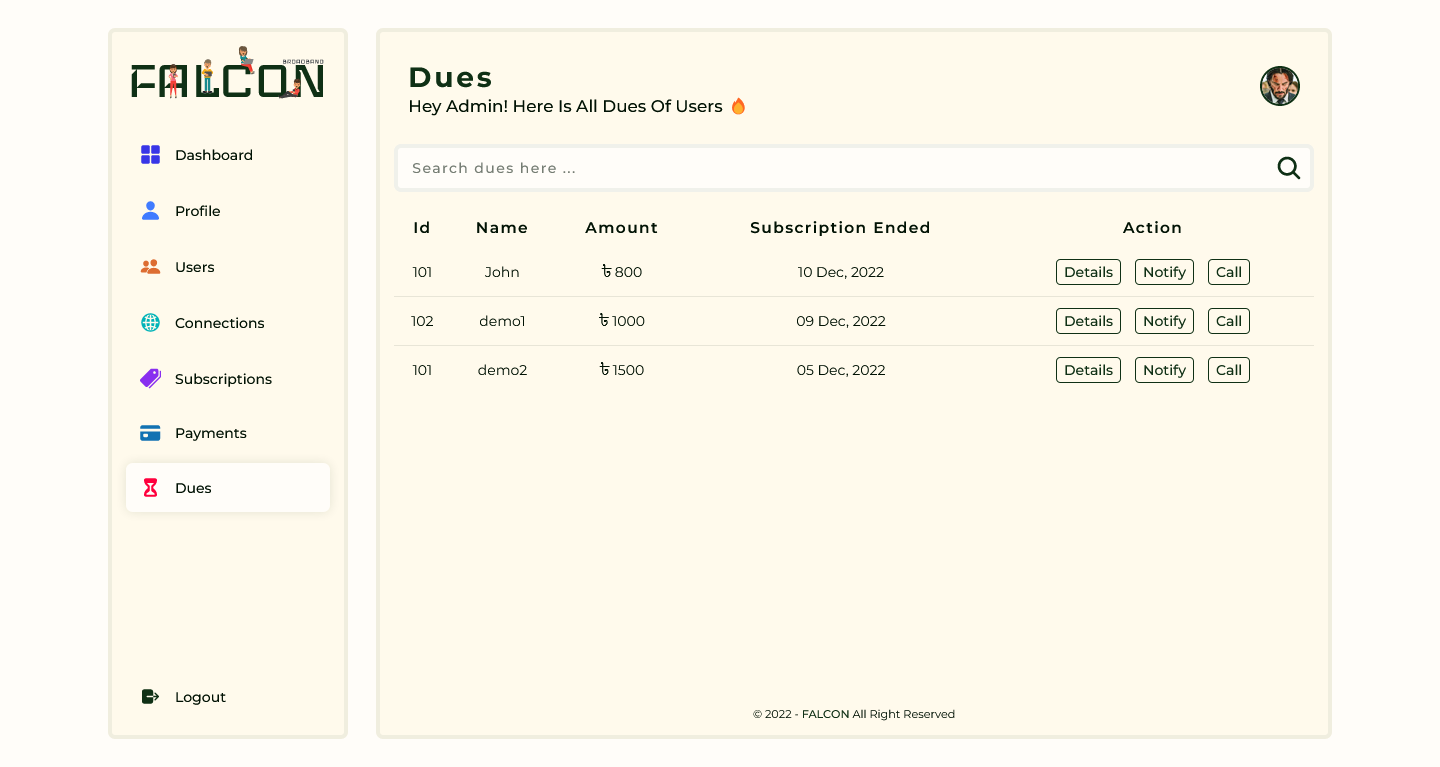 FALCON BROADBAND
Dashboard
Profile
Users
Connections
Subscriptions
Payments
Dues
Logout
Dues
Hey Admin! Here Is All Dues Of Users 🔥
Search dues here ...
Id Name Amount Subscription Ended Action
101 John ৳ 800 10 Dec, 2022 Details Notify Call
102 demo1 ৳ 1000 09 Dec, 2022 Details Notify Call
101 demo2 ৳ 1500 05 Dec, 2022 Details Notify Call
© 2022 - FALCON All Right Reserved